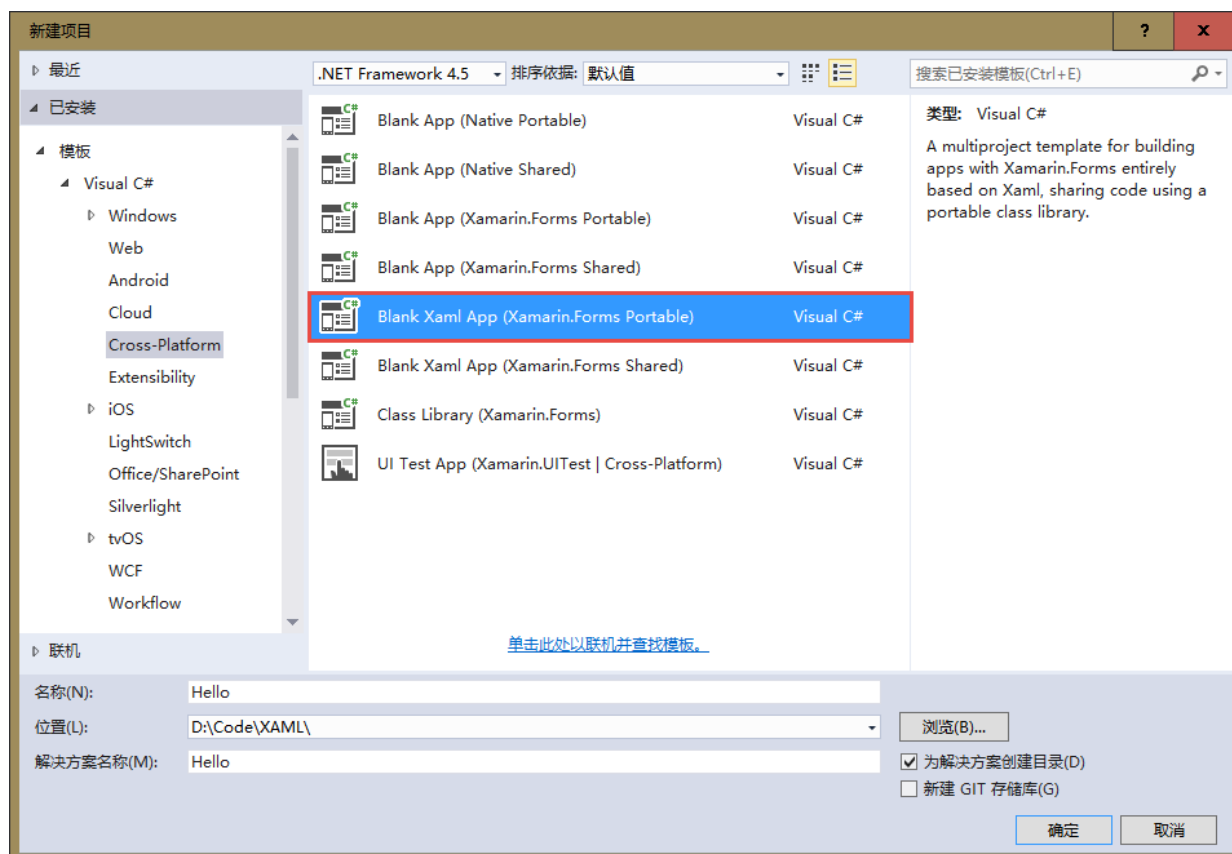 新建项目
? x
最近
已安装
模板
Visual C#
Windows
Web
Android
Cloud
Cross-Platform
Extensibility
iOS
LightSwitch
Office/SharePoint
Silverlight
tvOS
WCF
Workflow
联机
.NET Framework 4.5 排序依据: 默认值
C# Blank App (Native Portable) Visual C#
C# Blank App (Native Shared) Visual C#
C# Blank App (Xamarin.Forms Portable) Visual C#
C# Blank App (Xamarin.Forms Shared) Visual C#
C# Blank Xaml App (Xamarin.Forms Portable) Visual C#
C# Blank Xaml App (Xamarin.Forms Shared) Visual C#
C# Class Library (Xamarin.Forms) Visual C#
UI Test App (Xamarin.UITest | Cross-Platform) Visual C#
单击此处以联机并查找模板。
搜索已安装模板(Ctrl+E)
类型: Visual C#
A multiproject template for building
apps with Xamarin.Forms entirely
based on Xaml, sharing code using a
portable class library.
名称(N): Hello
位置(L): D:\Code\XAML\ 浏览(B)...
解决方案名称(M): Hello 为解决方案创建目录(D)
新建 GIT 存储库(G)
确定 取消